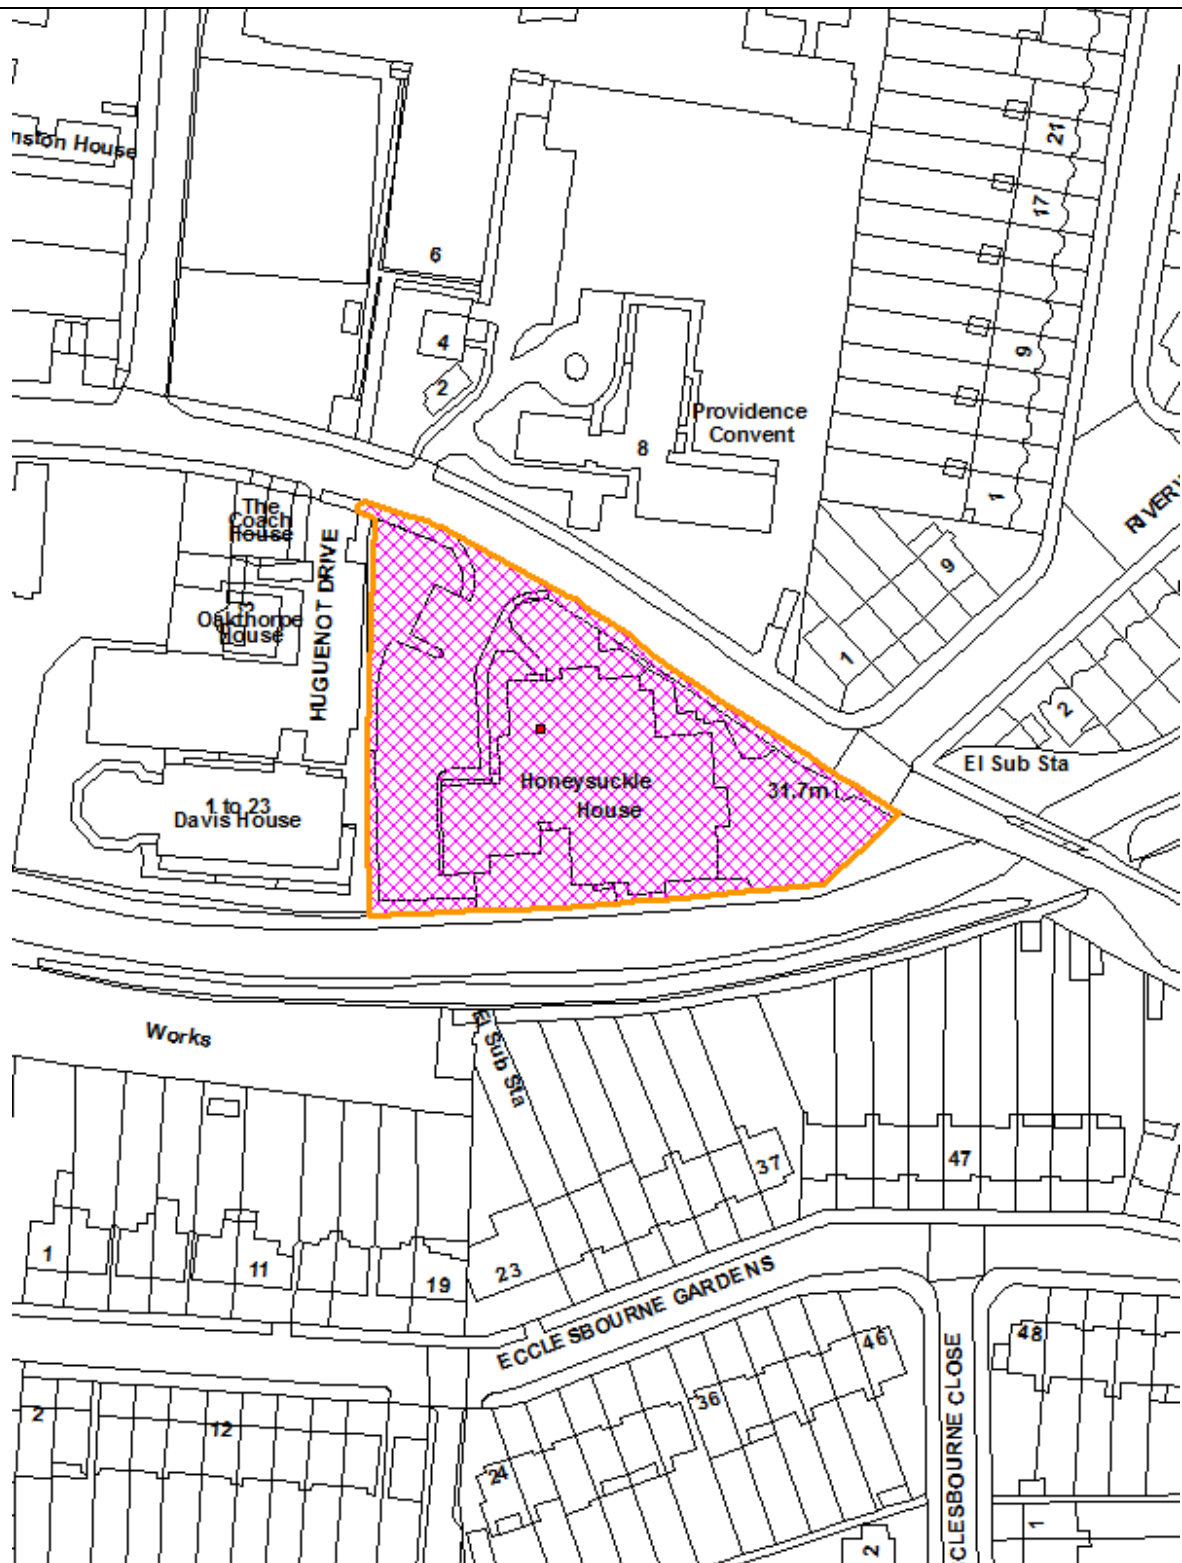 nston House
21
17
6
4
2
9
Providence
Convent
8
1
The
Coach
House
RIVERV
9
3
Oakthorpe
House
HUGUENOT DRIVE
1
2
El Sub Sta
Honeysuckle
House
31.7m
1 to 23
Davis House
Works
El Sub Sta
37
47
1
11
19
23
ECCLESBOURNE GARDENS
46
48
2
12
36
24
CLESBOURNE CLOSE
1
2